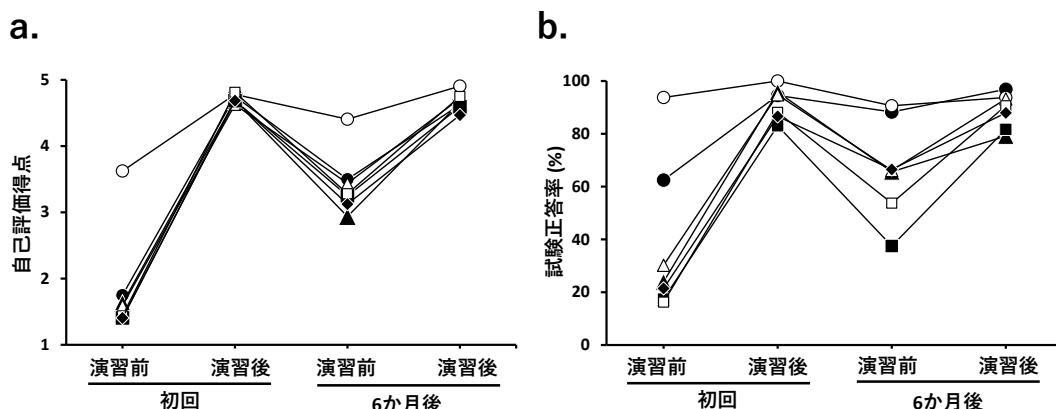 a.
自己評価得点
5
4
3
2
1
演習前 演習後 演習前 演習後
初回 6か月後
b.
試験正答率 (%)
100
80
60
40
20
0
演習前 演習後 演習前 演習後
初回 6か月後